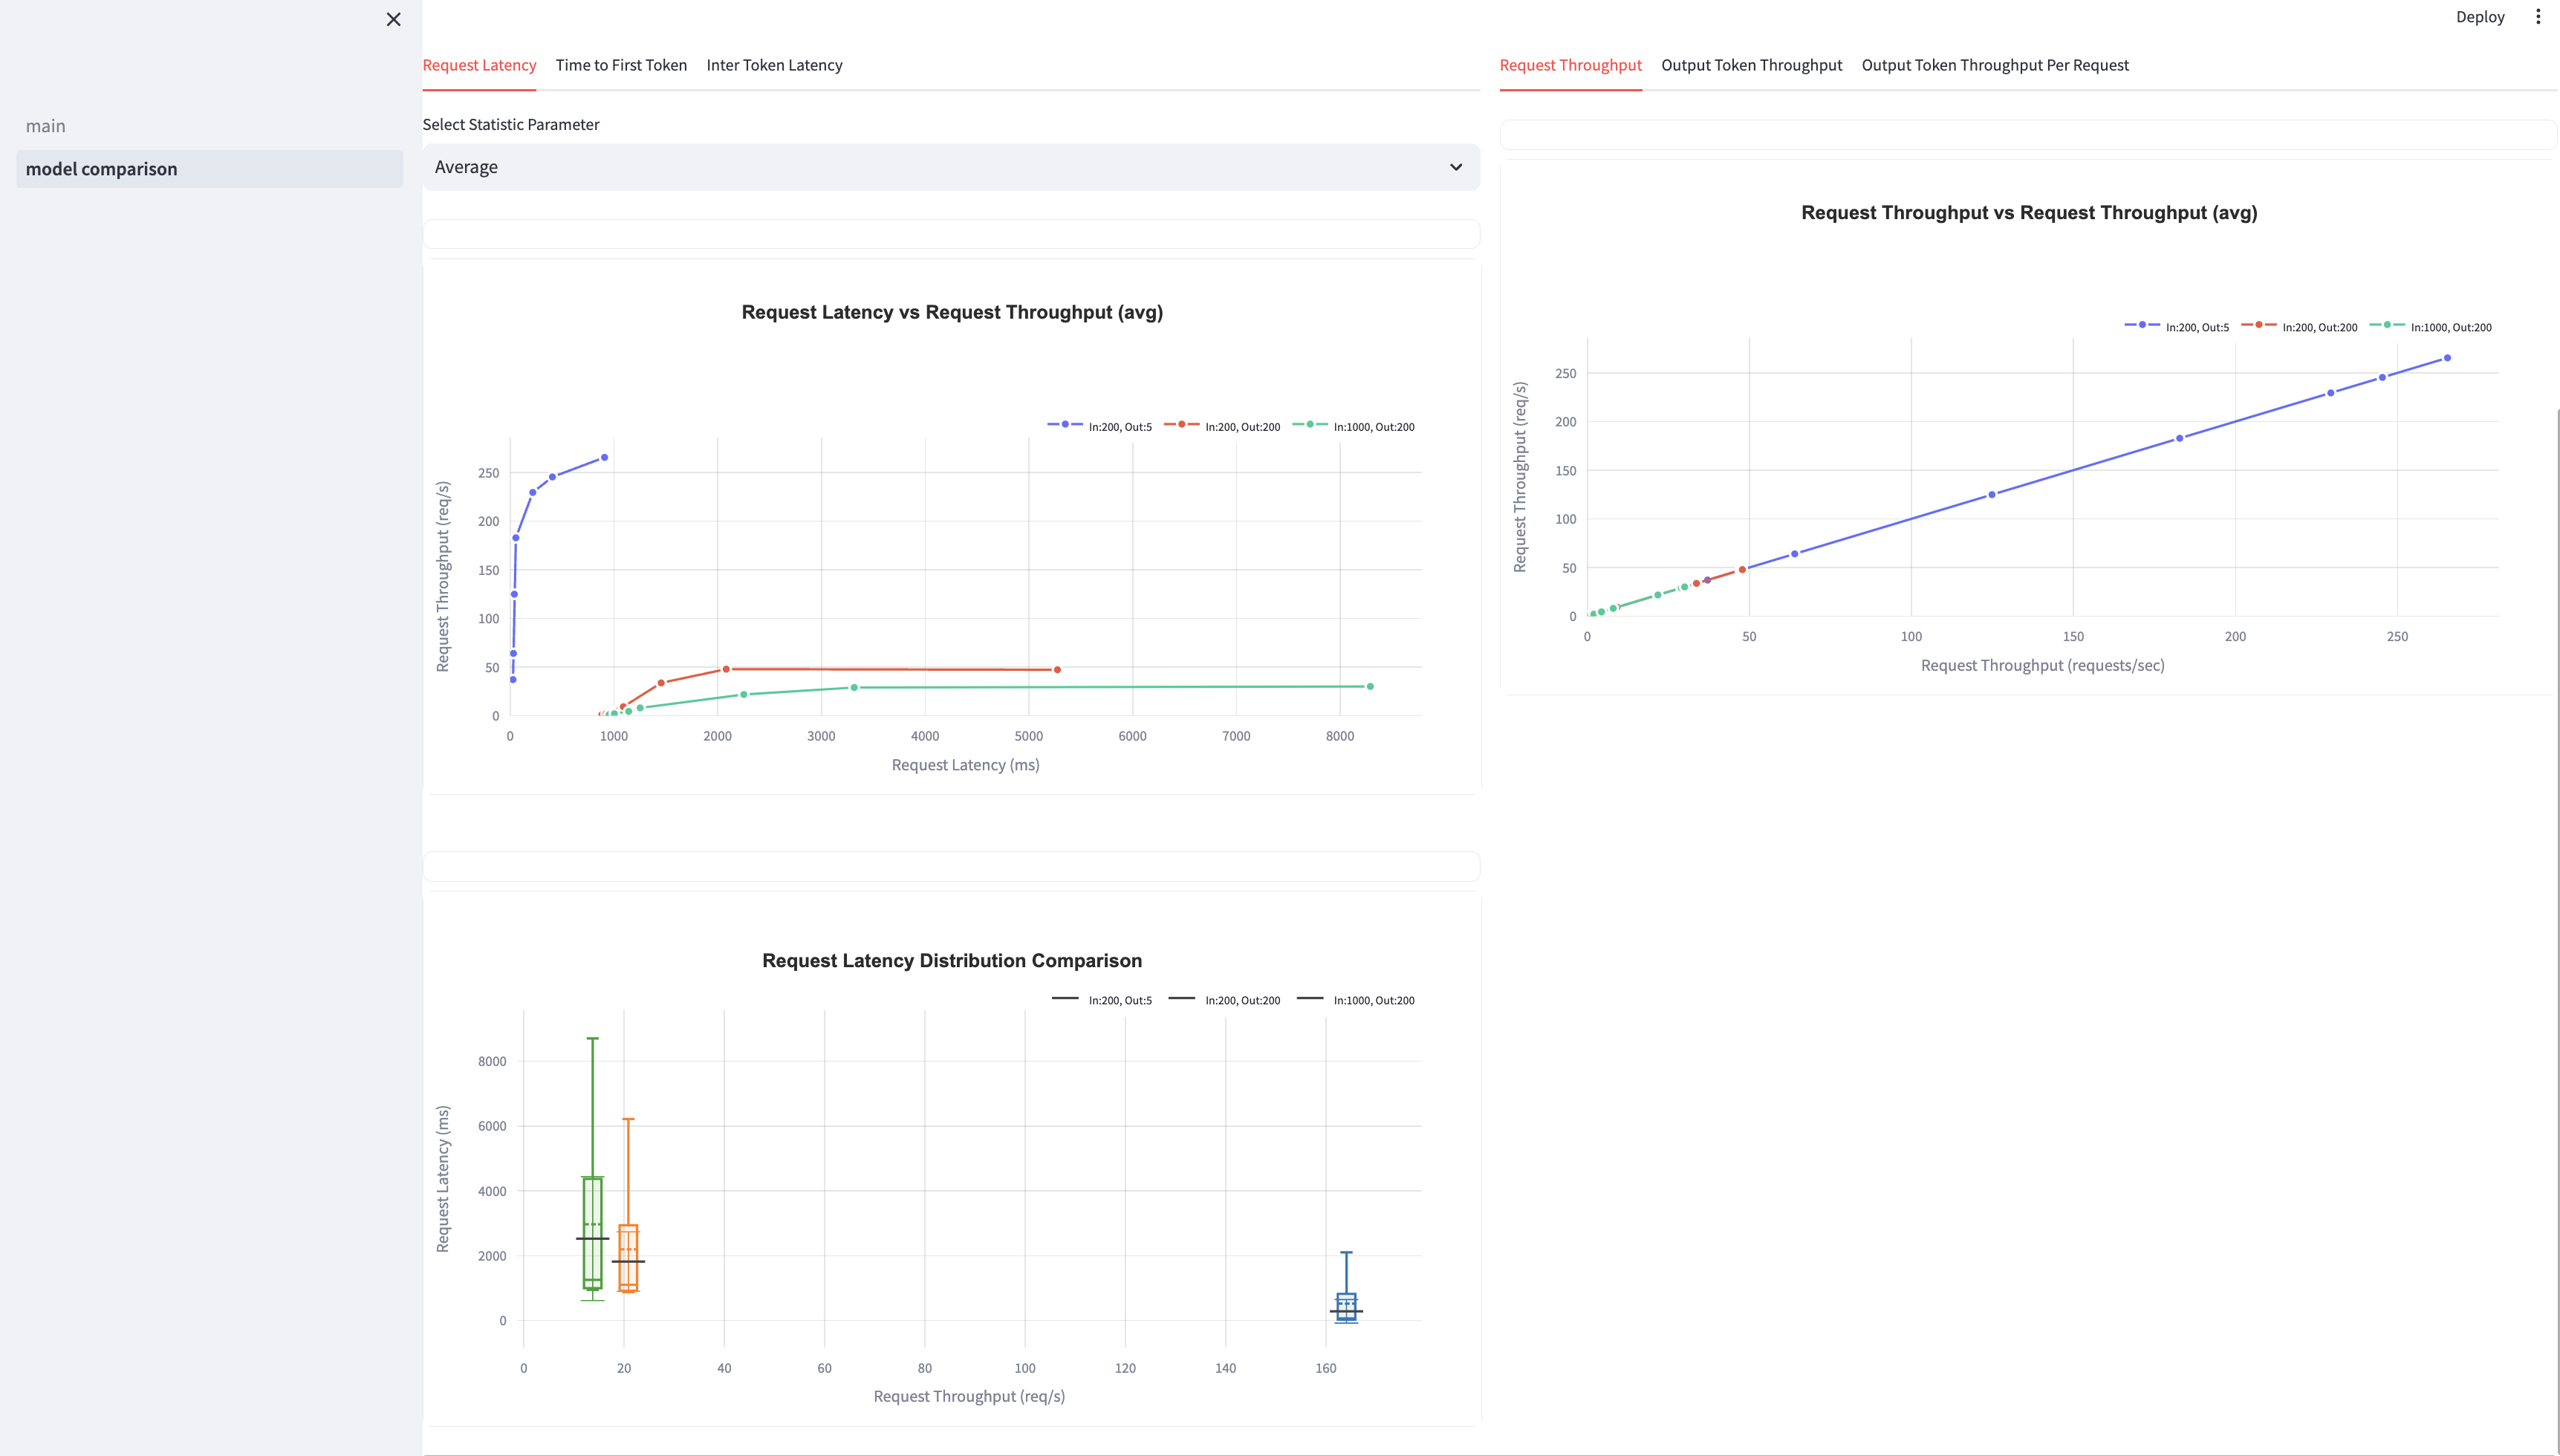 Deploy
main
model comparison
Request Latency
Time to First Token
Inter Token Latency
Select Statistic Parameter
Average
Request Latency vs Request Throughput (avg)
In:200, Out:5
In:200, Out:200
In:1000, Out:200
Request Throughput (req/s)
250
200
150
100
50
0
0
1000
2000
3000
4000
5000
6000
7000
8000
Request Latency (ms)
Request Latency Distribution Comparison
In:200, Out:5
In:200, Out:200
In:1000, Out:200
Request Latency (ms)
8000
6000
4000
2000
0
0
20
40
60
80
100
120
140
160
Request Throughput (req/s)
Request Throughput
Output Token Throughput
Output Token Throughput Per Request
Request Throughput vs Request Throughput (avg)
In:200, Out:5
In:200, Out:200
In:1000, Out:200
Request Throughput (req/s)
250
200
150
100
50
0
0
50
100
150
200
250
Request Throughput (requests/sec)